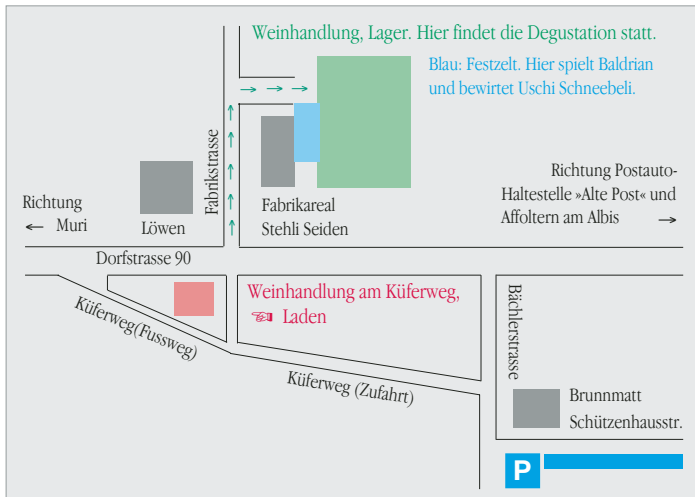 Weinhandlung, Lager. Hier findet die Degustation statt.
Blau: Festzelt. Hier spielt Baldrian
und bewirtet Uschi Schneebeli.
Fabrikstrasse
Richtung
Muri
Löwen
Fabrikareal
Stehli Seiden
Richtung Postauto-
Haltestelle »Alte Post« und
Affoltern am Albis
Dorfstrasse 90
Weinhandlung am Küferweg,
Laden
Küferweg(Fussweg)
Küferweg (Zufahrt)
Bächlerstrasse
Brunnmatt
Schützenhausstr.
P